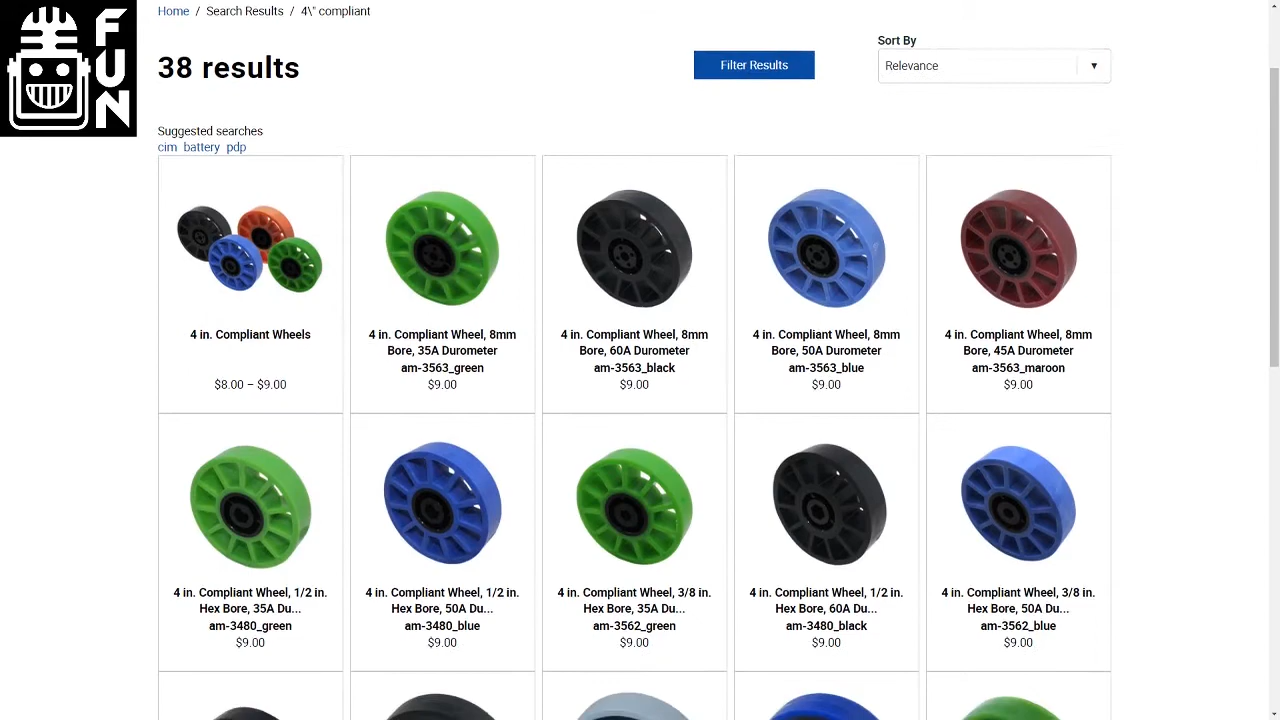 FUN
Home / Search Results / 4\" compliant
38 results
Filter Results
Sort By
Relevance
Suggested searches
cim battery pdp
4 in. Compliant Wheels
$8.00 – $9.00
4 in. Compliant Wheel, 8mm
Bore, 35A Durometer
am-3563_green
$9.00
4 in. Compliant Wheel, 8mm
Bore, 60A Durometer
am-3563_black
$9.00
4 in. Compliant Wheel, 8mm
Bore, 50A Durometer
am-3563_blue
$9.00
4 in. Compliant Wheel, 8mm
Bore, 45A Durometer
am-3563_maroon
$9.00
4 in. Compliant Wheel, 1/2 in.
Hex Bore, 35A Du...
am-3480_green
$9.00
4 in. Compliant Wheel, 1/2 in.
Hex Bore, 50A Du...
am-3480_blue
$9.00
4 in. Compliant Wheel, 3/8 in.
Hex Bore, 35A Du...
am-3562_green
$9.00
4 in. Compliant Wheel, 1/2 in.
Hex Bore, 60A Du...
am-3480_black
$9.00
4 in. Compliant Wheel, 3/8 in.
Hex Bore, 50A Du...
am-3562_blue
$9.00